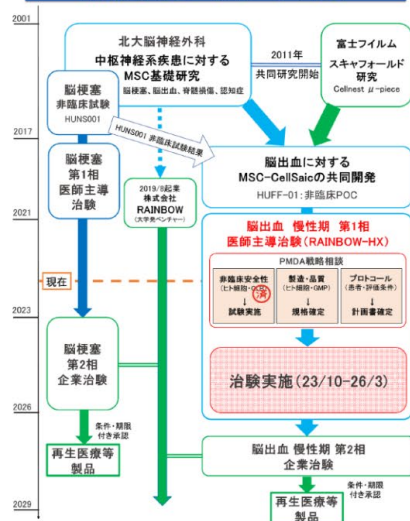 2001
北大脳神経外科
中枢神経系疾患に対する
MSC基礎研究
脳梗塞、脳出血、脊髄損傷、認知症
2011年
共同研究開始
富士フイルム
スキャフォールド
研究
Cellnest μ-piece
脳梗塞
非臨床試験
HUNS001
HUNS001 非臨床試験結果
2017
脳梗塞
第1相
医師主導
治験
2019/8起業
株式会社
RAINBOW
(大学発ベンチャー)
脳出血に対する
MSC-CellSaicの共同開発
HUFF-01:非臨床POC
2021
脳出血 慢性期 第1相
医師主導治験(RAINBOW-HX)
PMDA戦略相談
非臨床安全性
済
試験実施
製造・品質
(ヒト細胞・GMP)
規格確定
プロトコール
(患者・評価条件)
計画書確定
現在
2023
脳梗塞
第2相
企業治験
治験実施(23/10-26/3)
2026
条件・期限
付き承認
再生医療等
製品
脳出血 慢性期 第2相
企業治験
条件・期限
付き承認
再生医療等
製品
2029